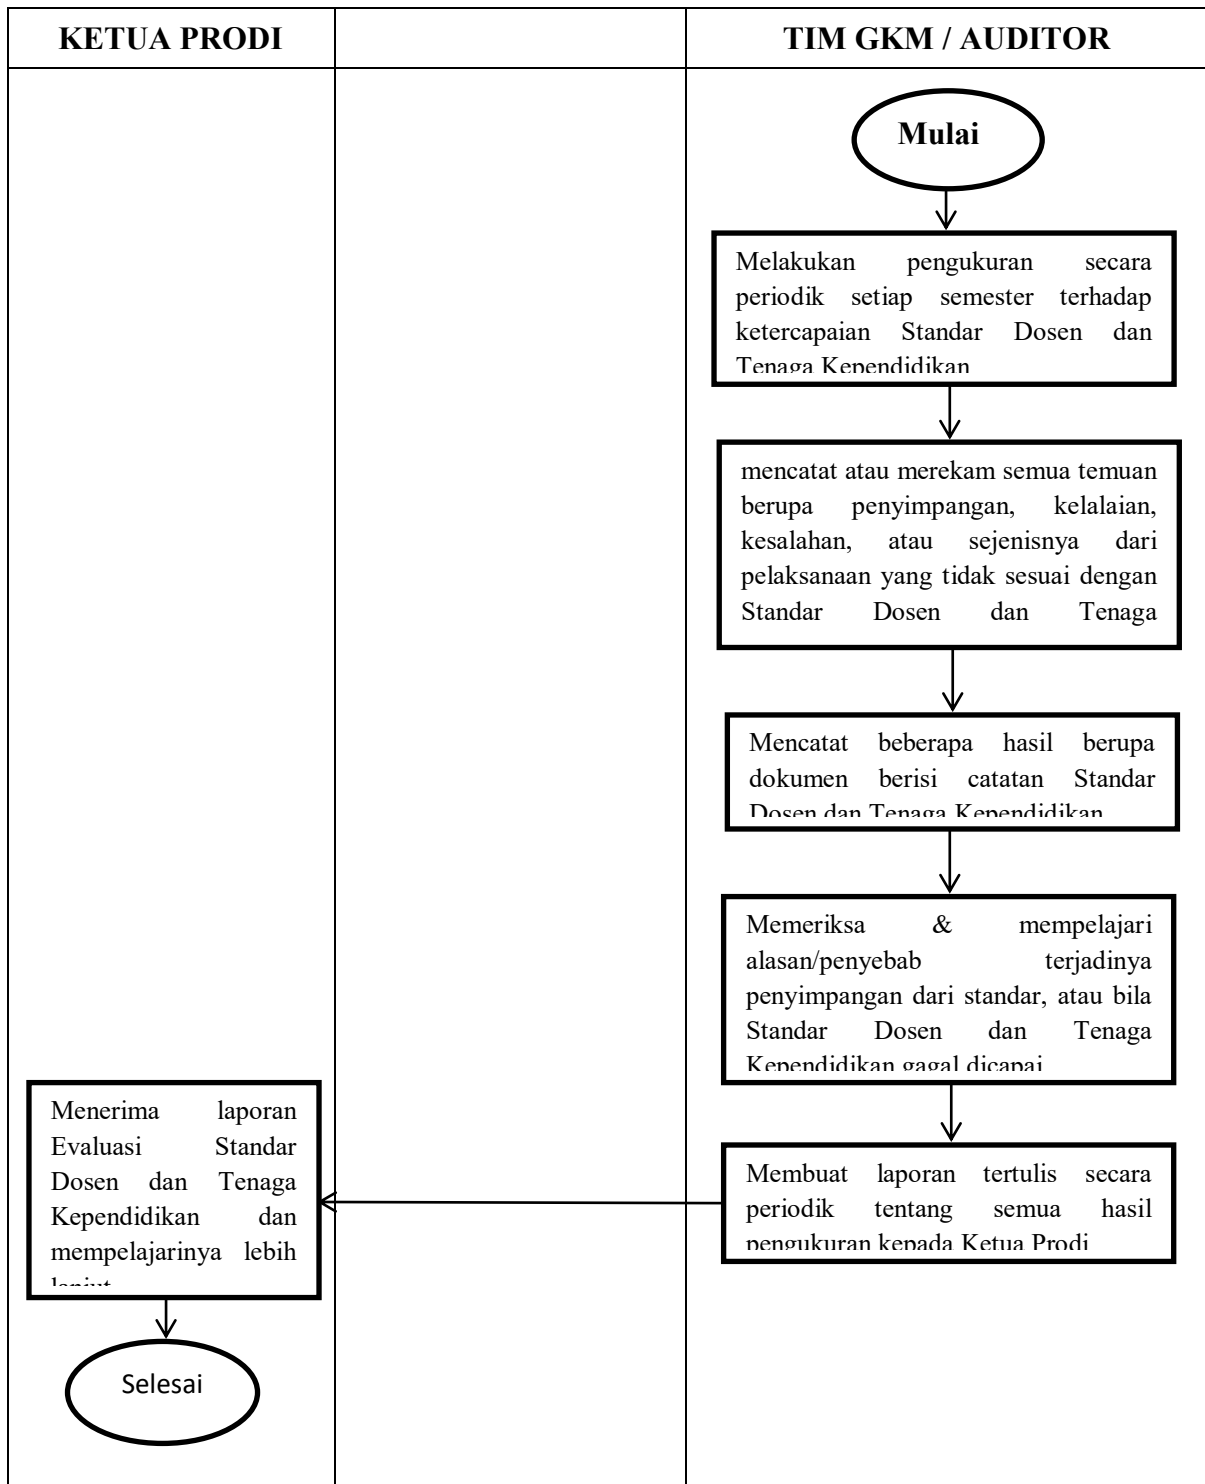 KETUA PRODI
TIM GKM / AUDITOR
Mulai
Melakukan pengukuran secara
periodik setiap semester terhadap
ketercapaian Standar Dosen dan
Tenaga Kependidikan
mencatat atau merekam semua temuan
berupa penyimpangan, kelalaian,
kesalahan, atau sejenisnya dari
pelaksanaan yang tidak sesuai dengan
Standar Dosen dan Tenaga
Mencatat beberapa hasil berupa
dokumen berisi catatan Standar
Dosen dan Tenaga Kependidikan
Memeriksa & mempelajari
alasan/penyebab terjadinya
penyimpangan dari standar, atau bila
Standar Dosen dan Tenaga
Kependidikan gagal dicapai
Membuat laporan tertulis secara
periodik tentang semua hasil
pengukuran kepada Ketua Prodi
Menerima laporan
Evaluasi Standar
Dosen dan Tenaga
Kependidikan dan
mempelajarinya lebih
lanjut
Selesai